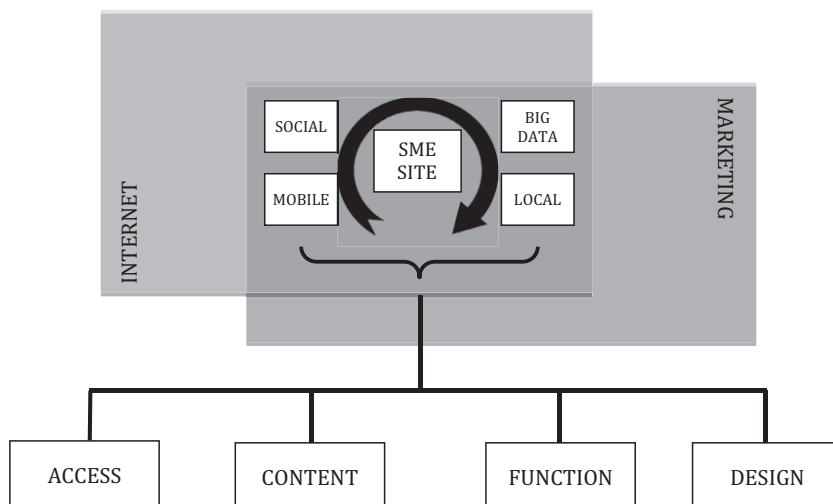 INTERNET
MARKETING
SOCIAL
MOBILE
SME
SITE
BIG
DATA
LOCAL
ACCESS
CONTENT
FUNCTION
DESIGN